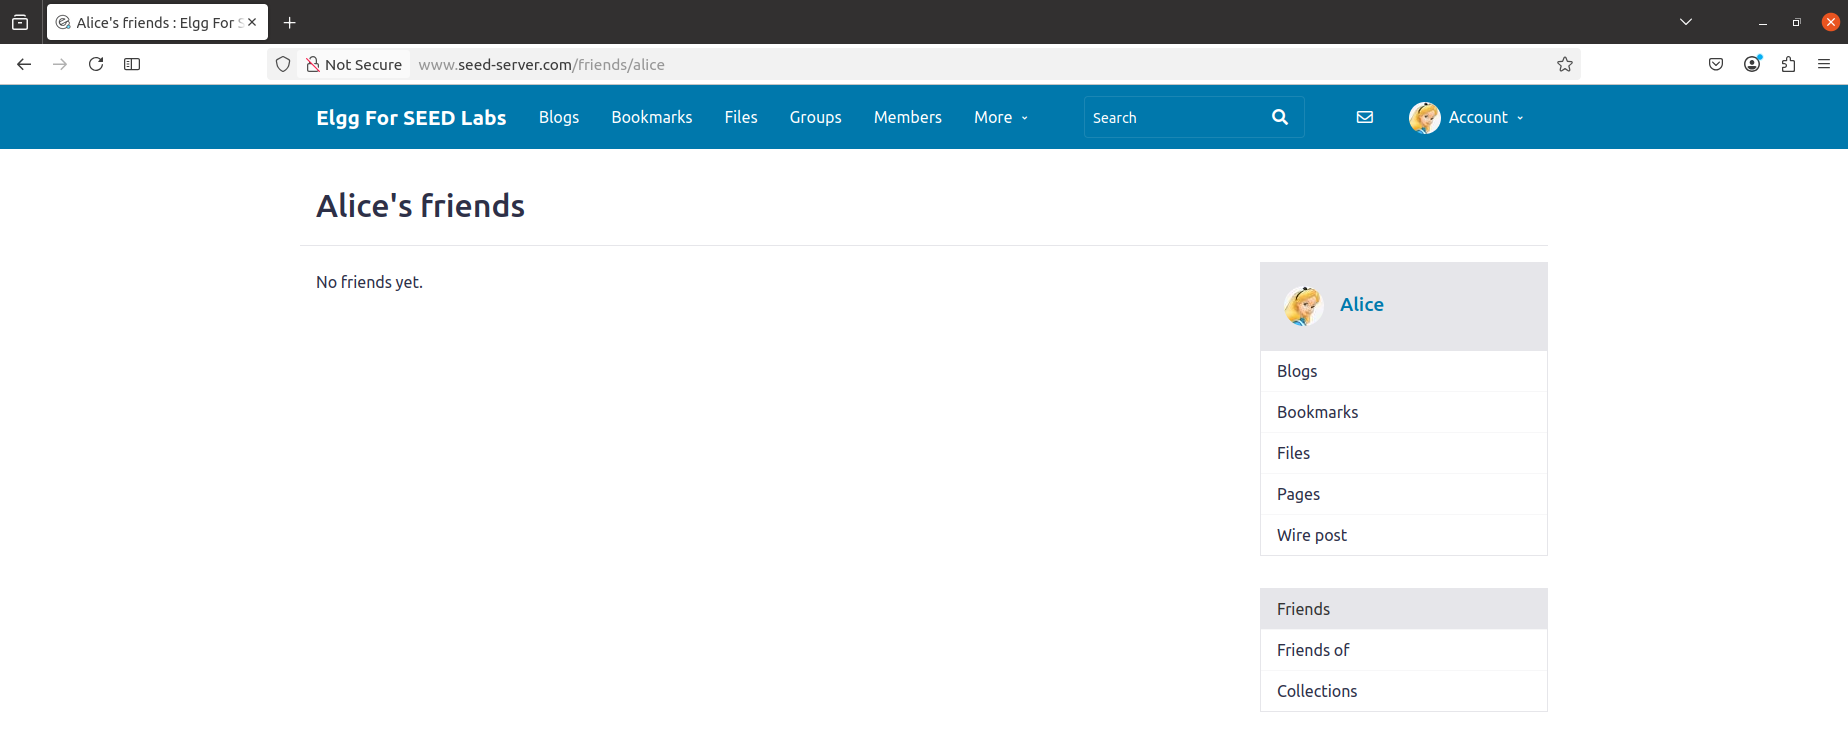 Alice's friends : Elgg For S
Not Secure www.seed-server.com/friends/alice
Elgg For SEED Labs Blogs Bookmarks Files Groups Members More Search Account
Alice's friends
No friends yet.
Alice
Blogs
Bookmarks
Files
Pages
Wire post
Friends
Friends of
Collections